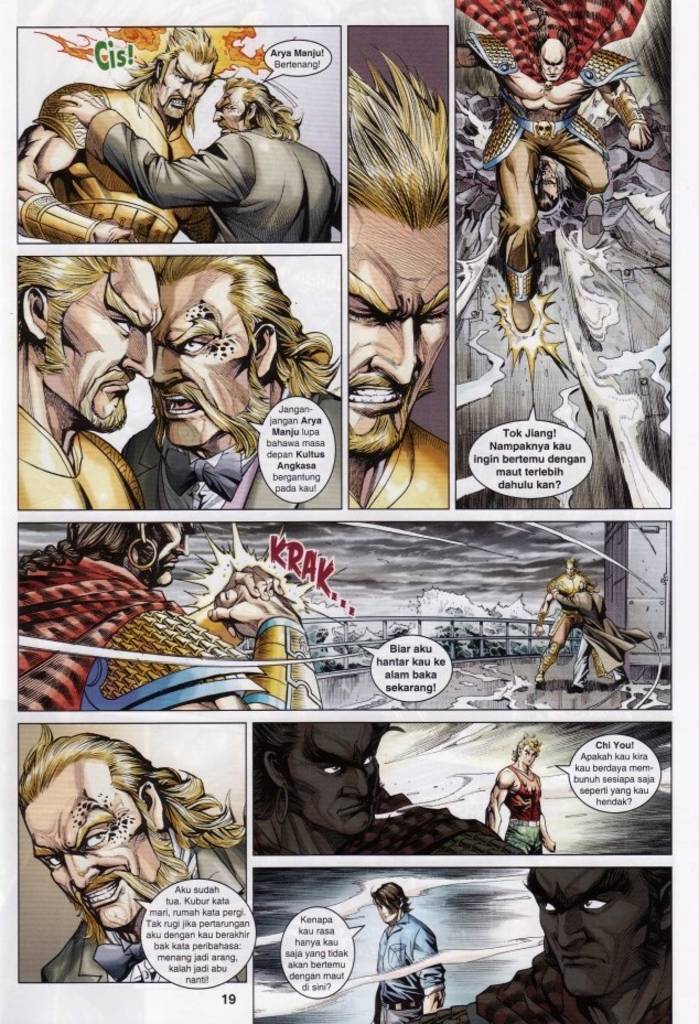 Cis!
Arya Manju!
Bertenang!
Jangan-
jangan Arya
Manju lupa
bahawa masa
depan Kultus
Angkasa
bergantung
pada kau!
Tok Jiang!
Nampaknya kau
ingin bertemu dengan
maut terlebih
dahulu kan?
KRAK...
Biar aku
hantar kau ke
alam baka
sekarang!
Aku sudah
tua. Kubur kata
mari, rumah kata pergi.
Tak rugi jika pertarungan
aku dengan kau berakhir
bak kata peribahasa:
menang jadi arang,
kalah jadi abu
nanti!
Chi You!
Apakah kau kira
kau berdaya mem-
bunuh sesiapa saja
seperti yang kau
hendak?
Kenapa
kau rasa
hanya kau
saja yang tidak
akan bertemu
dengan maut
di sini?
19